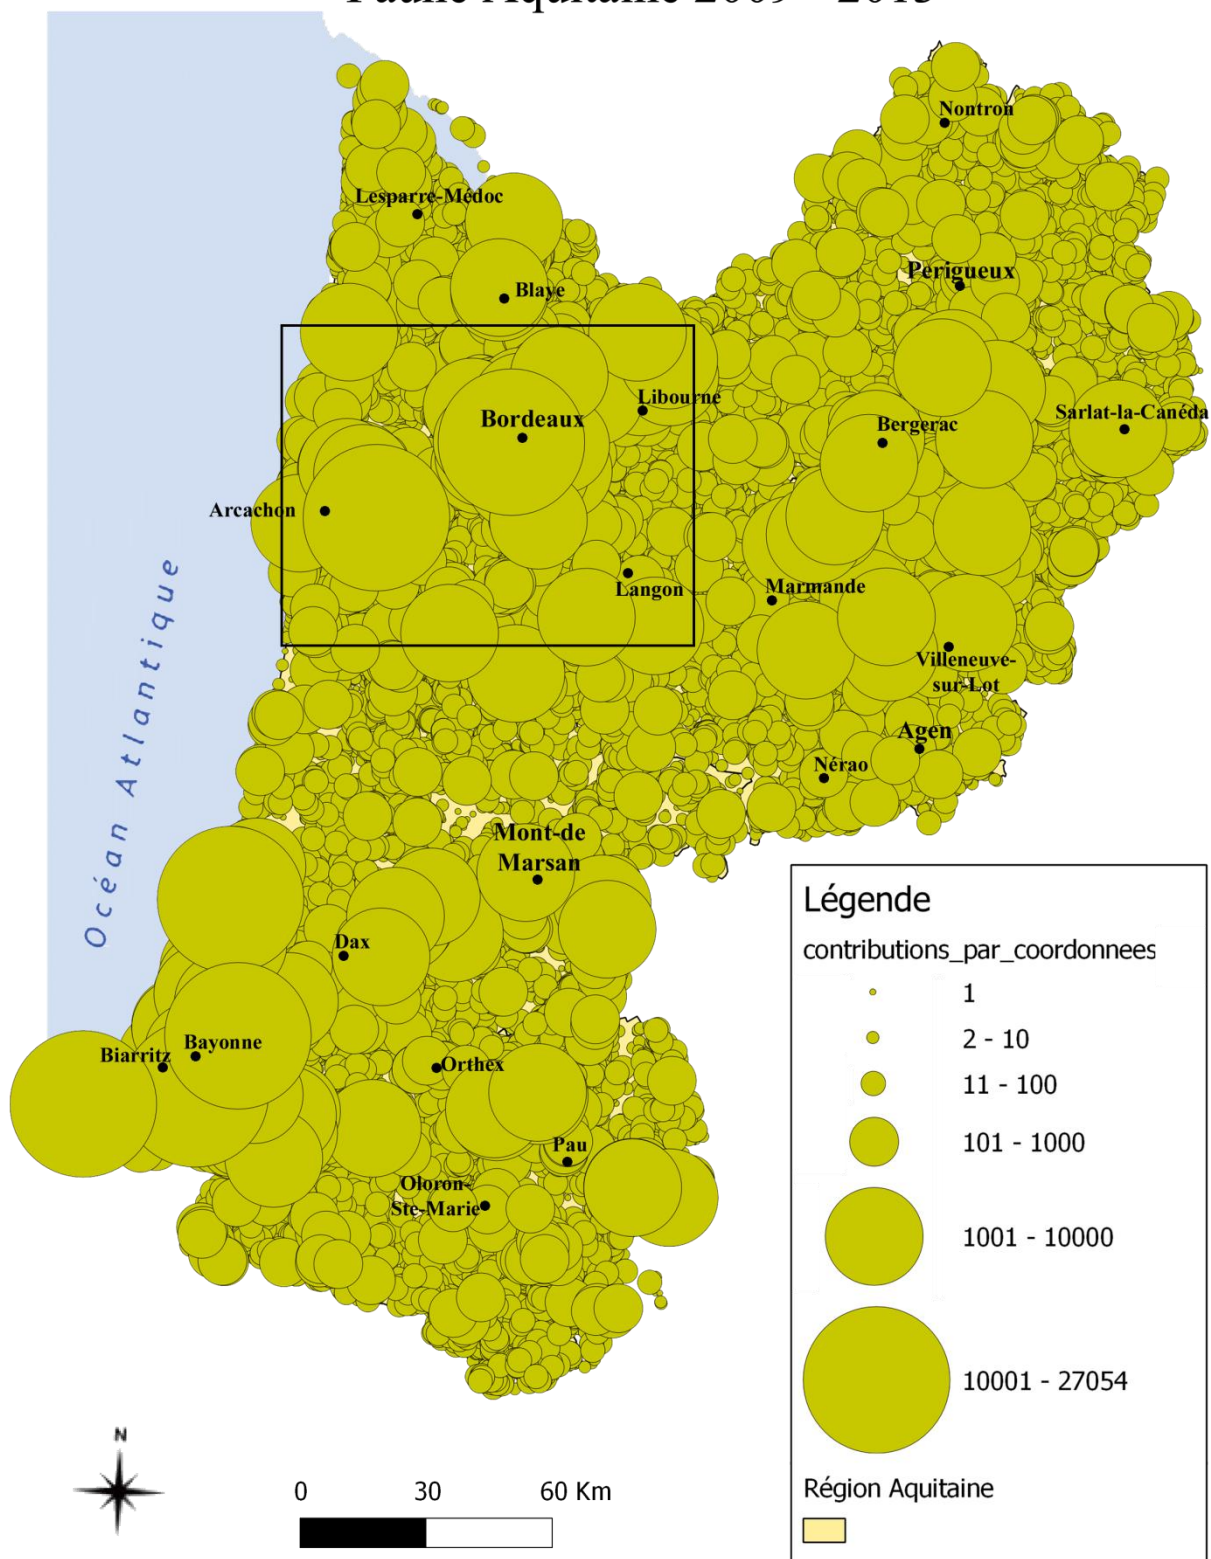 Faune Aquitaine 2009 - 2015
Nontron
Lesparre-Médoc
Périgueux
Blaye
Libourne
Bordeaux
Bergerac
Sarlat-la-Canéda
Arcachon
Langon
Marmande
Villeneuve-
sur-Lot
Océan Atlantique
Agen
Nérao
Mont-de
Marsan
Dax
Bayonne
Biarritz
Orthex
Pau
Oloron-
Ste-Marie
Légende
contributions_par_coordonnees
1
2 - 10
11 - 100
101 - 1000
1001 - 10000
10001 - 27054
Région Aquitaine
N
0 30 60 Km